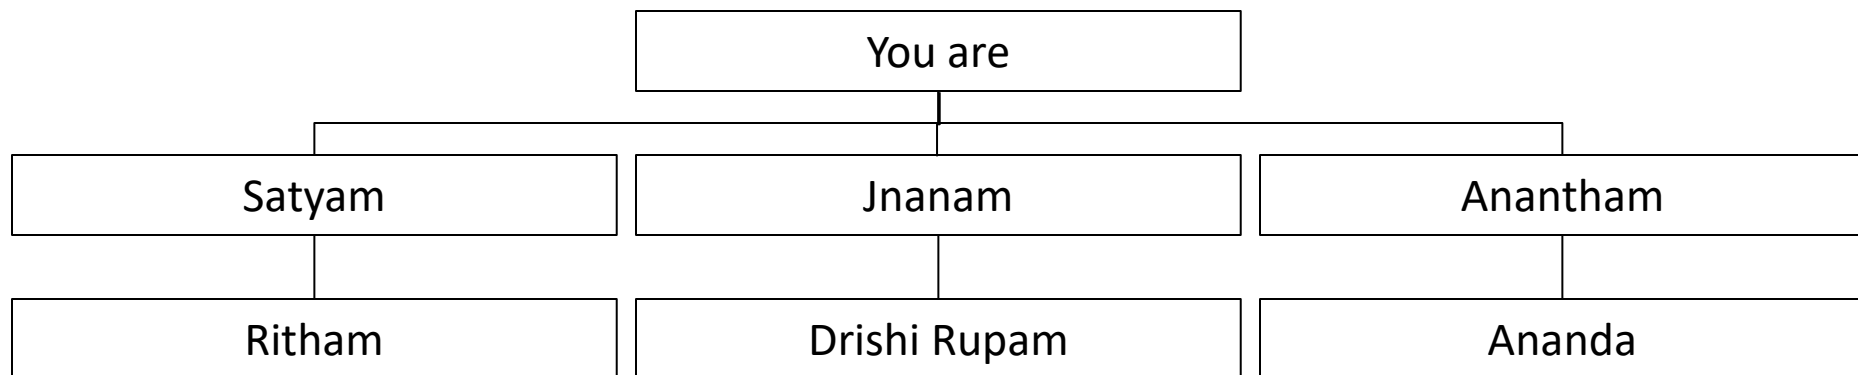 You are
Satyam
Jnanam
Anantham
Ritham
Drishi Rupam
Ananda